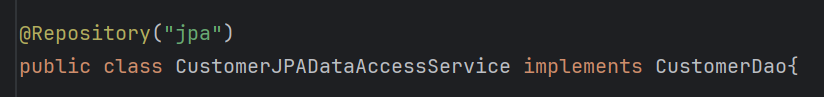 @Repository("jpa")
public class CustomerJPADataAccessService implements CustomerDao{